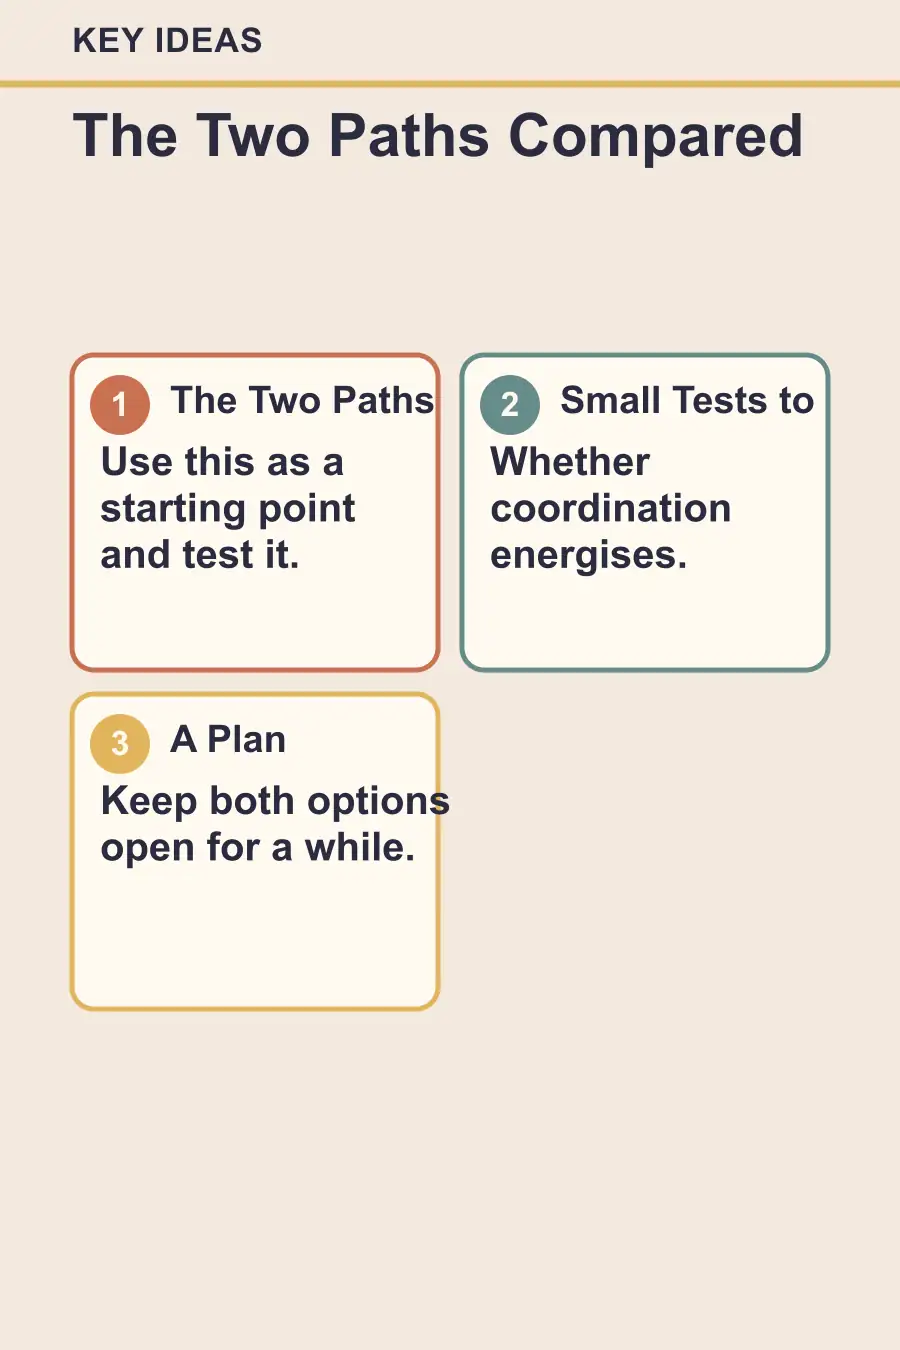 KEY IDEAS
The Two Paths Compared
1
The Two Paths
Use this as a
starting point
and test it.
2
Small Tests to
Whether
coordination
energises.
3
A Plan
Keep both options
open for a while.